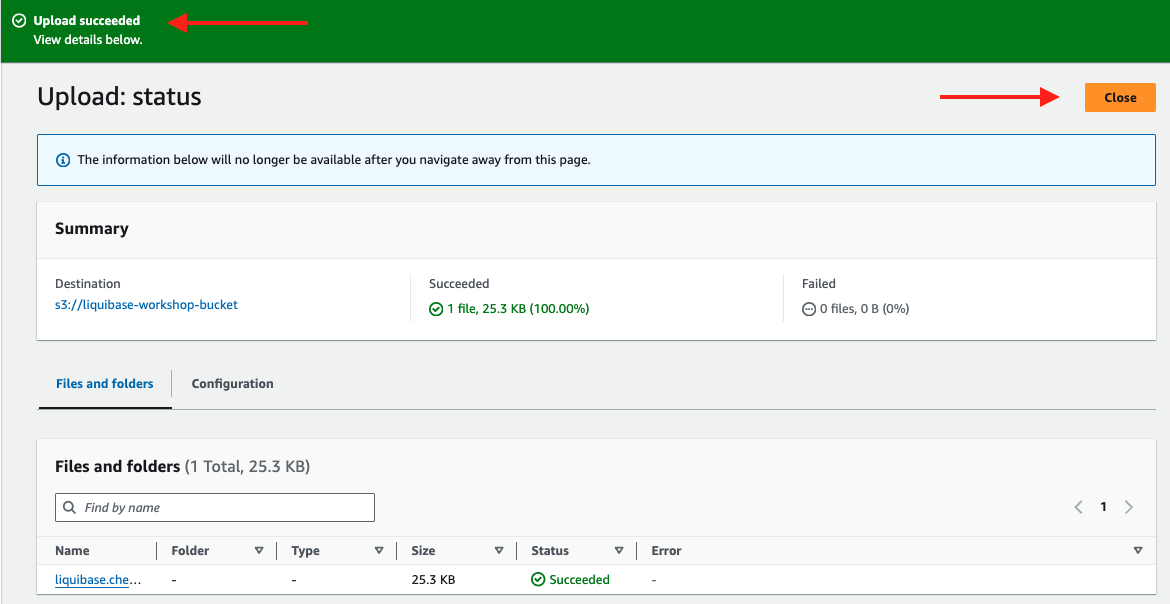 Upload succeeded
View details below.
Upload: status
Close
The information below will no longer be available after you navigate away from this page.
Summary
Destination
s3://liquibase-workshop-bucket
Succeeded
1 file, 25.3 KB (100.00%)
Failed
0 files, 0 B (0%)
Files and folders
Configuration
Files and folders (1 Total, 25.3 KB)
Find by name
1
Name Folder Type Size Status Error
liquibase.che... - - 25.3 KB Succeeded -